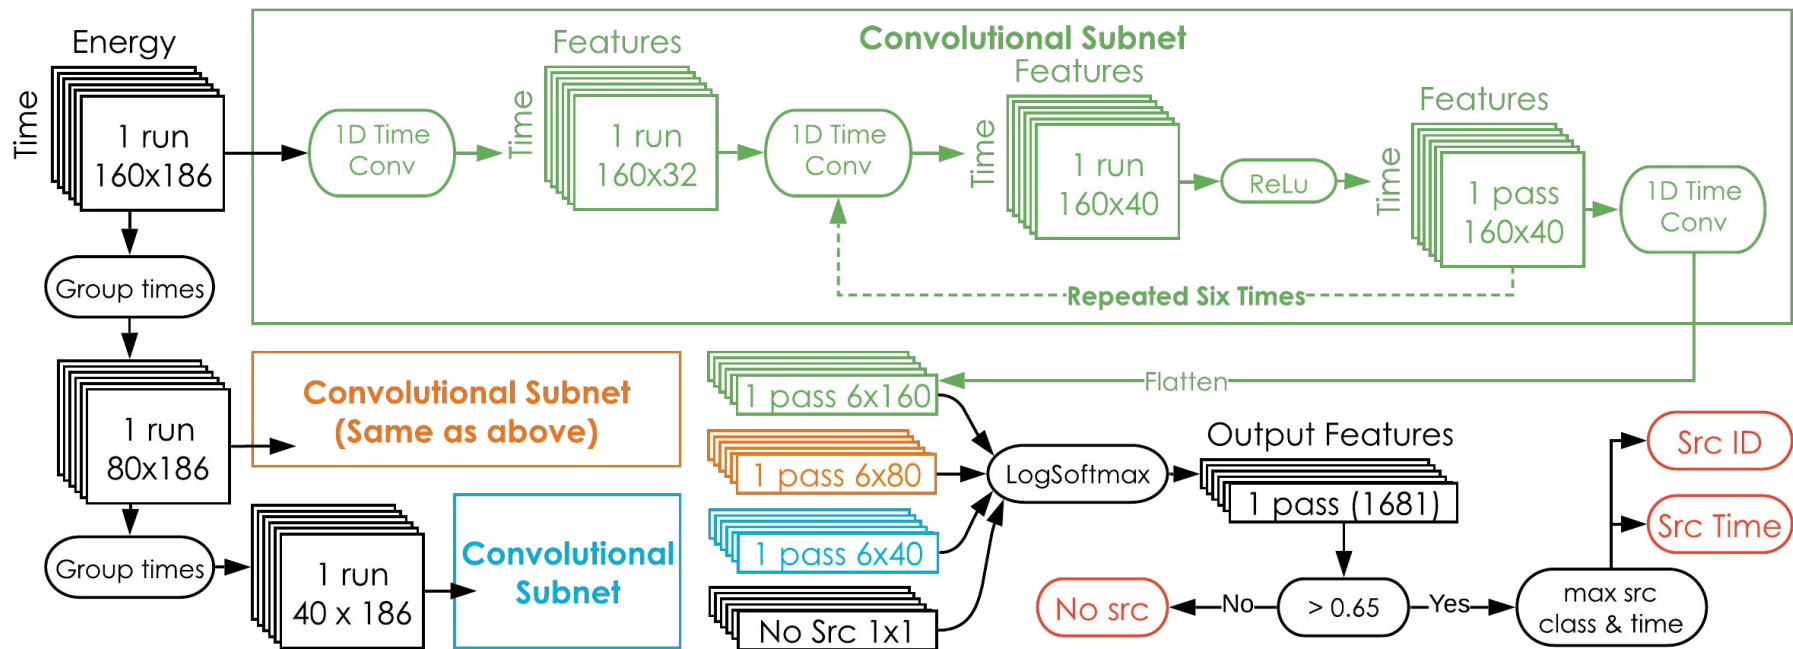 Convolutional Subnet
Energy
Time
1 run
160x186
1D Time
Conv
Features
Time
1 run
160x32
1D Time
Conv
Features
Time
1 run
160x40
ReLu
Features
Time
1 pass
160x40
1D Time
Conv
Repeated Six Times
Group times
1 run
80x186
Convolutional Subnet
(Same as above)
Group times
1 run
40 x 186
Convolutional
Subnet
Flatten
1 pass 6x160
1 pass 6x80
1 pass 6x40
No Src 1x1
LogSoftmax
Output Features
1 pass (1681)
> 0.65
No
No src
Yes
max src
class & time
Src ID
Src Time